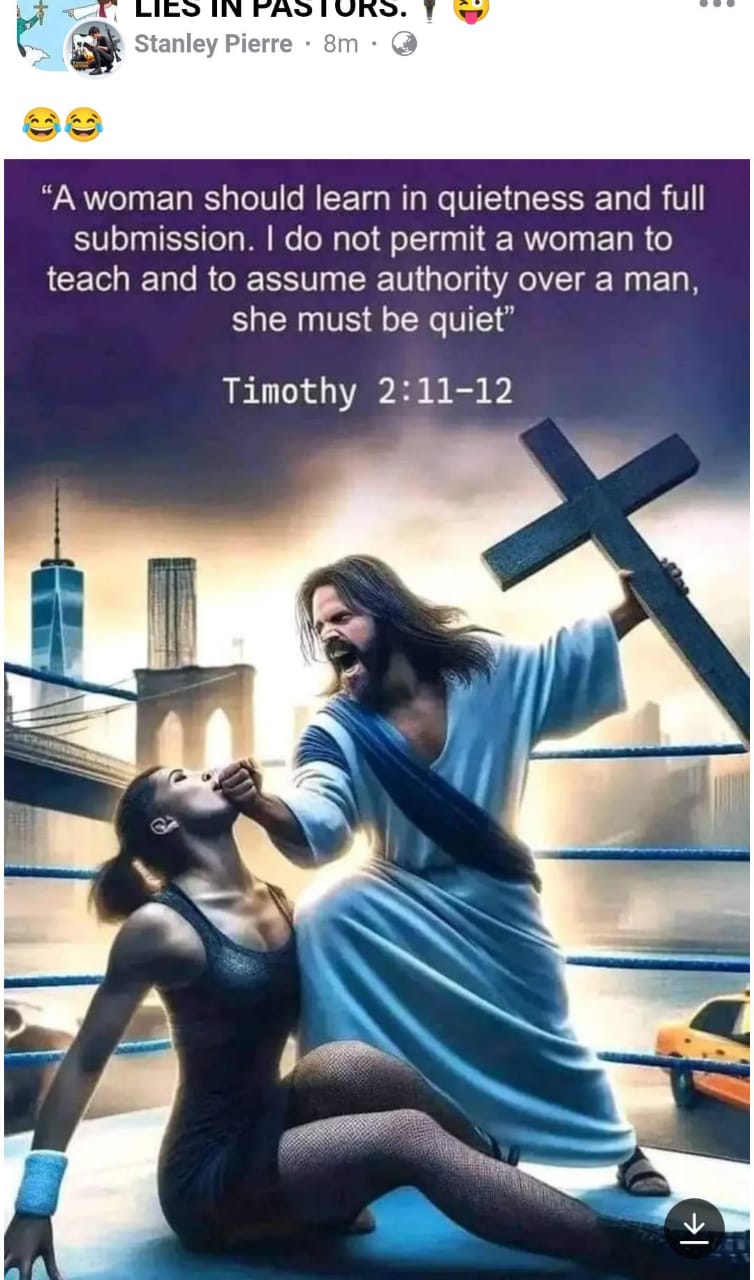 LIES IN PASTORS.
Stanley Pierre · 8m ·
😂😂
“A woman should learn in quietness and full
submission. I do not permit a woman to
teach and to assume authority over a man,
she must be quiet”
Timothy 2:11–12